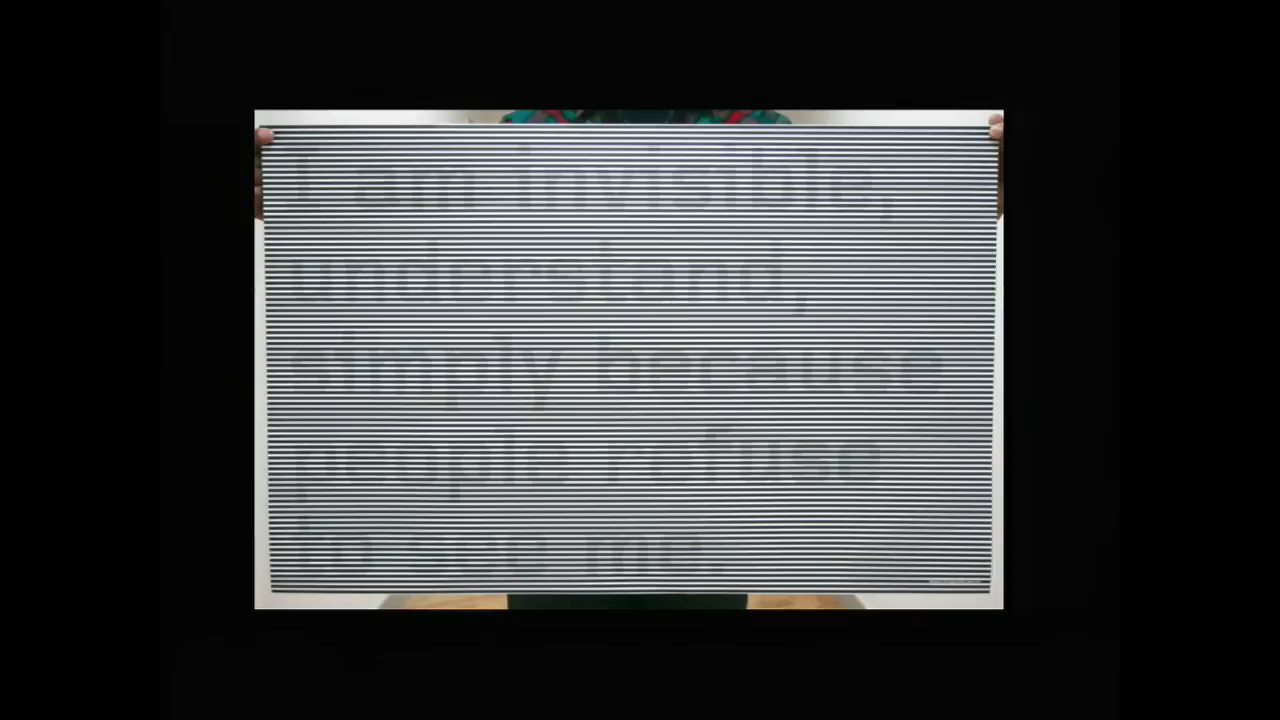 I am invisible,
understand,
simply because
people refuse
to see me.